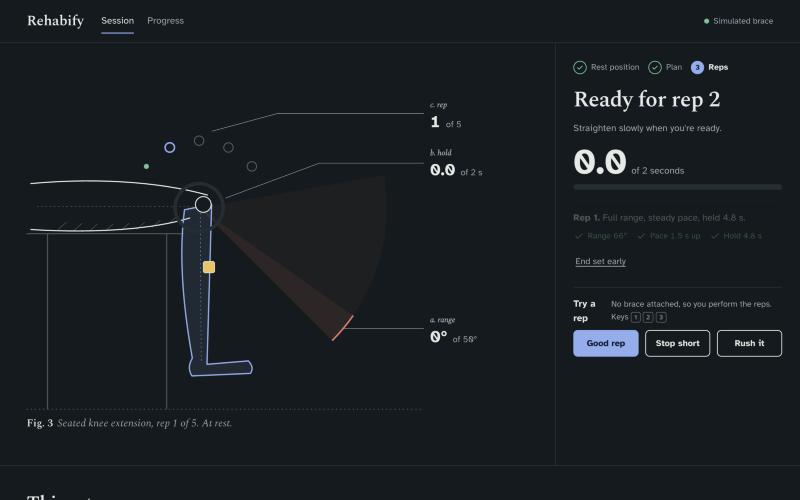 Rehabify
Session
Progress
Simulated brace
c. rep
1 of 5
b. hold
0.0 of 2 s
a. range
0° of 50°
Fig. 3 Seated knee extension, rep 1 of 5. At rest.
Rest position
Plan
3 Reps
Ready for rep 2
Straighten slowly when you're ready.
0.0 of 2 seconds
Rep 1. Full range, steady pace, held 4.8 s.
Range 66°
Pace 1.5 s up
Hold 4.8 s
End set early
Try a rep
No brace attached, so you perform the reps.
Keys 1 2 3
Good rep
Stop short
Rush it